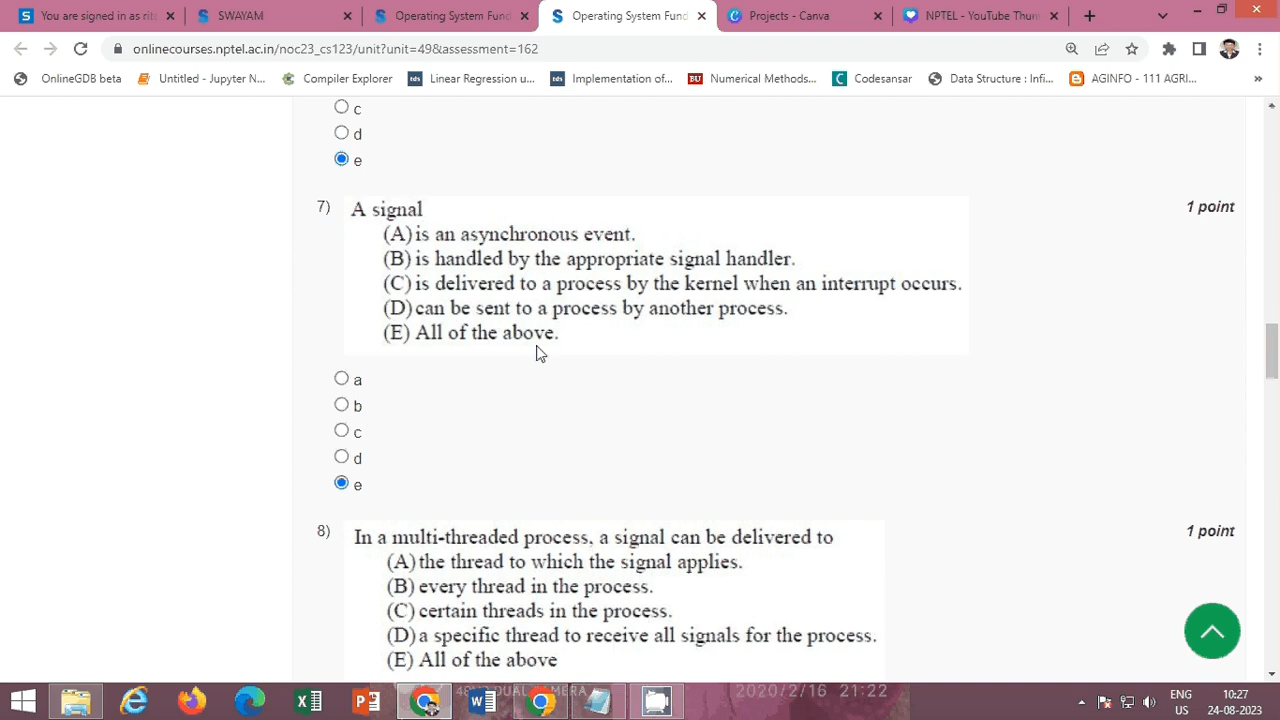 You are signed in as rit
SWAYAM
Operating System Fund
Operating System Fund
Projects - Canva
NPTEL - YouTube Thum
onlinecourses.nptel.ac.in/noc23_cs123/unit?unit=49&assessment=162
OnlineGDB beta
Untitled - Jupyter N...
Compiler Explorer
tds
Linear Regression u...
tds
Implementation of...
BU
Numerical Methods...
Codesansar
Data Structure : Infi...
AGINFO - 111 AGRI...
»
c
d
e
7)
A signal
1 point
(A) is an asynchronous event.
(B) is handled by the appropriate signal handler.
(C) is delivered to a process by the kernel when an interrupt occurs.
(D) can be sent to a process by another process.
(E) All of the above.
a
b
c
d
e
8)
In a multi-threaded process, a signal can be delivered to
1 point
(A) the thread to which the signal applies.
(B) every thread in the process.
(C) certain threads in the process.
(D) a specific thread to receive all signals for the process.
(E) All of the above
DUAL CAMERA
2020/2/16 21:22
ENG
US
10:27
24-08-2023